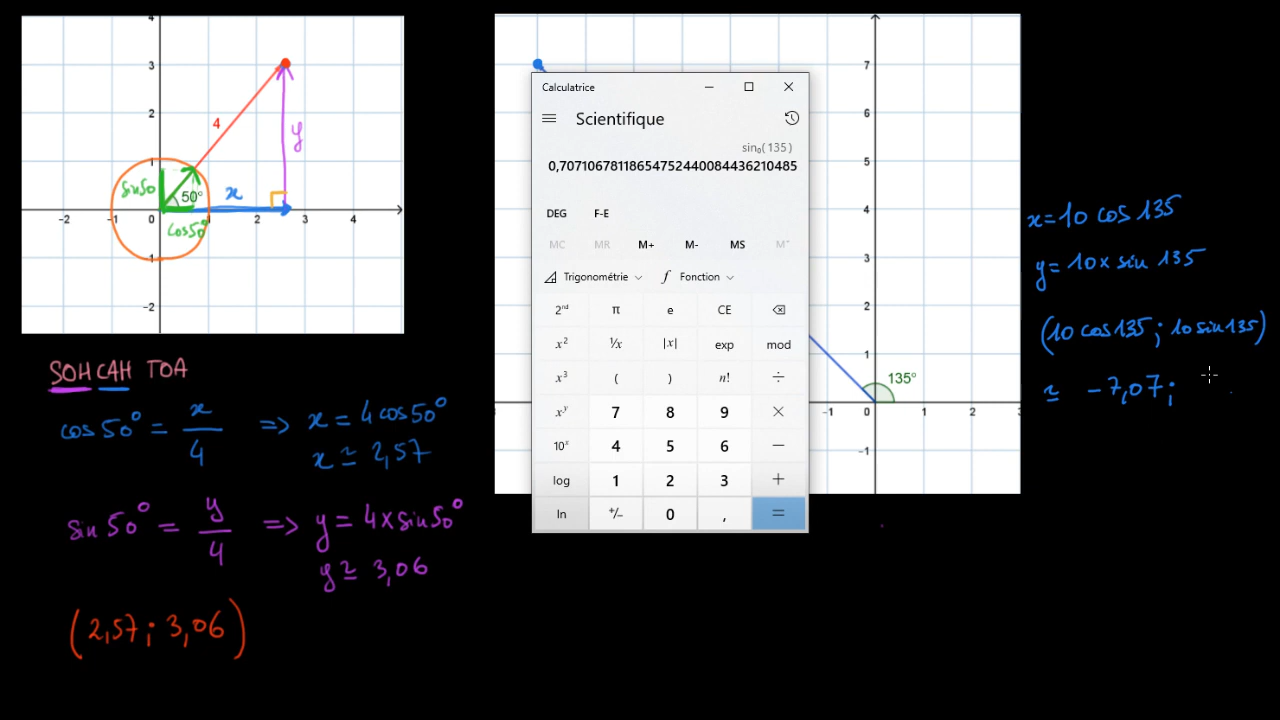 4
3
2
1
-1
-2
-2
-1
0
1
2
3
4
4
y
sin50
50°
x
cos50°
SOH CAH TOA
cos 50° = x/4 => x = 4 cos 50°
x ≃ 2,57
sin 50° = y/4 => y = 4 x sin 50°
y ≃ 3,06
(2,57; 3,06)
7
6
5
4
3
2
1
-1
-1
0
1
2
3
135°
Calculatrice
Scientifique
sin₀(135)
0,70710678118654752440084436210485
DEG F-E
MC MR M+ M- MS M˅
Trigonométrie f Fonction
2ⁿᵈ π e CE
x² ¹/x |x| exp mod
x³ ( ) n! ÷
xʸ 7 8 9 ×
10ˣ 4 5 6 −
log 1 2 3 +
ln +/− 0 , =
x = 10 cos 135
y = 10 x sin 135
(10 cos 135 ; 10 sin 135)
≃ -7,07 ;